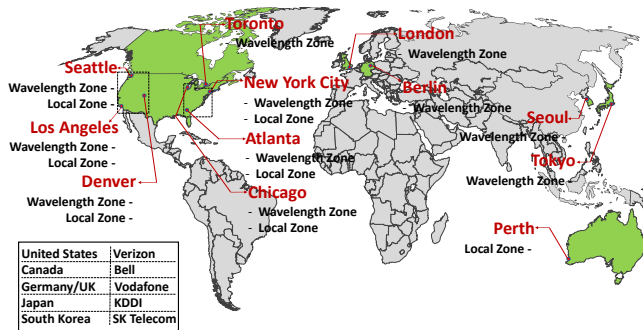 Toronto
Wavelength Zone -
London
- Wavelength Zone
Seattle
Wavelength Zone -
Local Zone -
New York City
- Wavelength Zone
- Local Zone
Berlin
- Wavelength Zone
Los Angeles
Wavelength Zone -
Local Zone -
Atlanta
- Wavelength Zone
- Local Zone
Seoul
Wavelength Zone -
Tokyo
Wavelength Zone -
Denver
Wavelength Zone -
Local Zone -
Chicago
- Wavelength Zone
- Local Zone
Perth
Local Zone -
United States Verizon
Canada Bell
Germany/UK Vodafone
Japan KDDI
South Korea SK Telecom